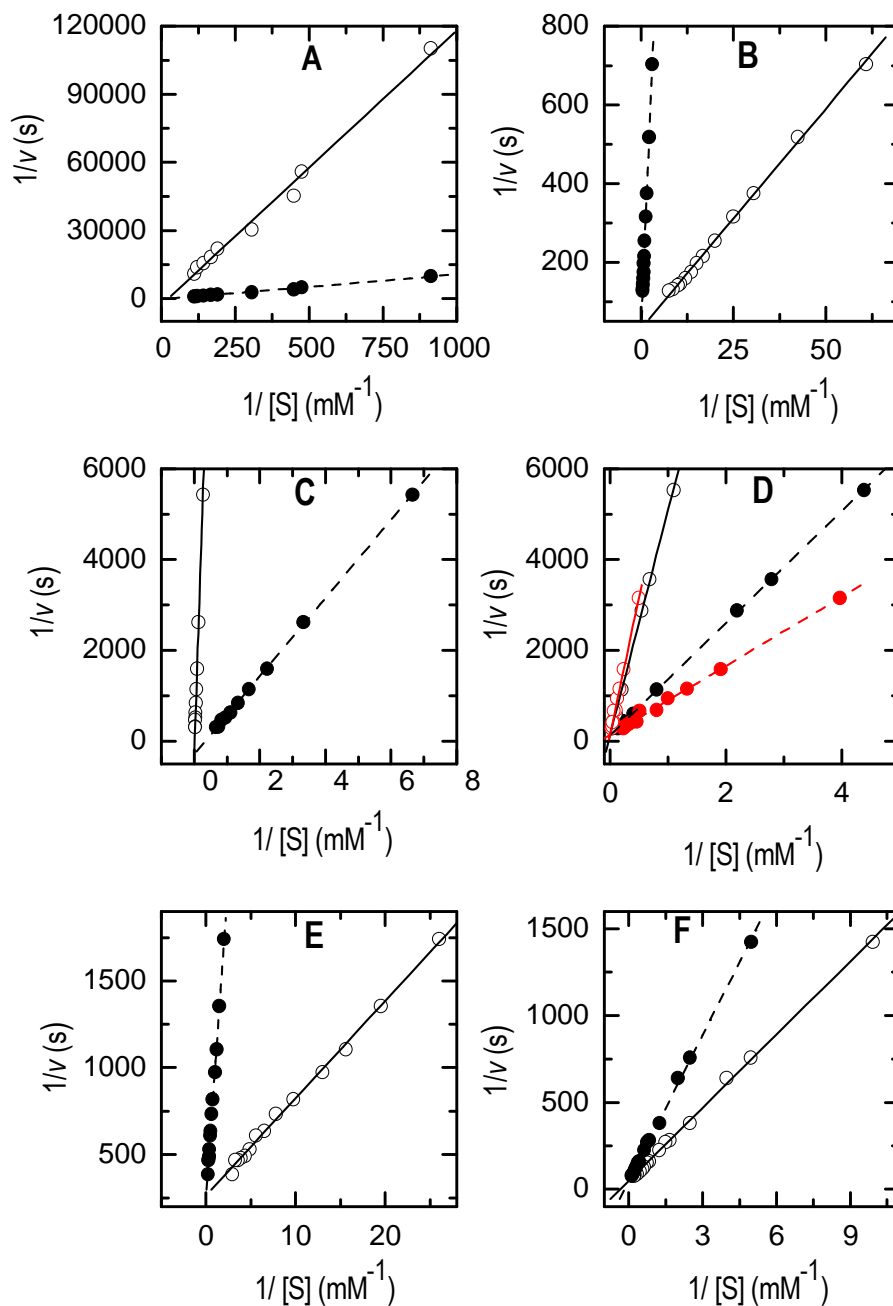 A
120000
90000
60000
30000
0
1/v (s)
250 500 750 1000
1/ [S] (mM⁻¹)
B
800
600
400
200
1/v (s)
0 25 50
1/ [S] (mM⁻¹)
C
6000
4000
2000
0
1/v (s)
0 2 4 6 8
1/ [S] (mM⁻¹)
D
6000
4000
2000
0
1/v (s)
0 2 4
1/ [S] (mM⁻¹)
E
1500
1000
500
1/v (s)
0 10 20
1/ [S] (mM⁻¹)
F
1500
1000
500
0
1/v (s)
0 3 6 9
1/ [S] (mM⁻¹)